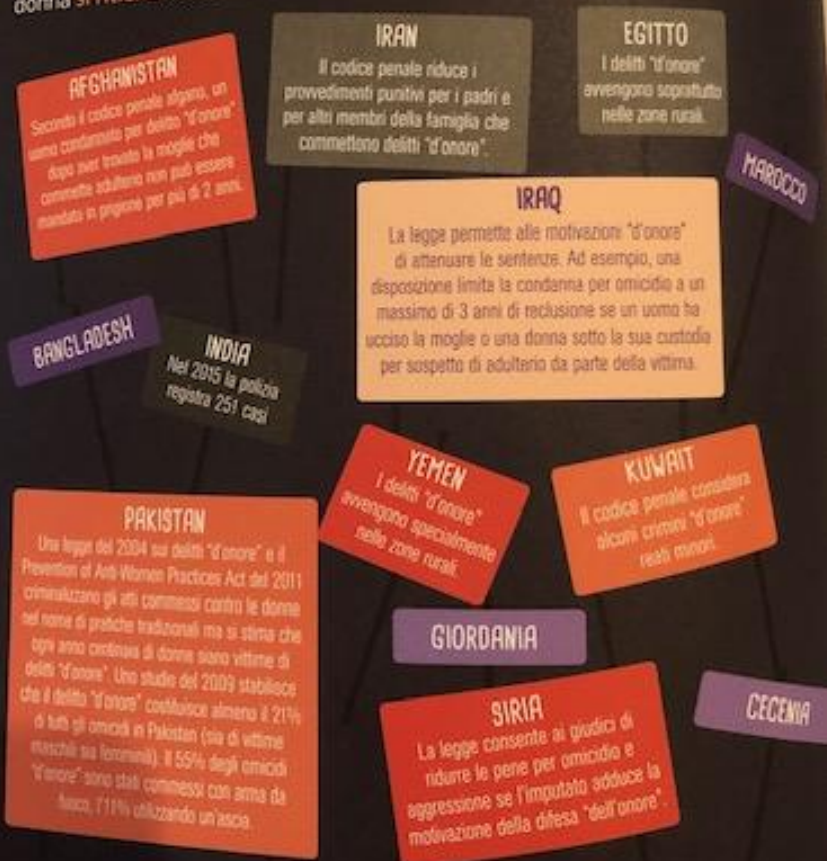 donna si
AFGHANISTAN
Secondo il codice penale afgano, un
uomo condannato per delitto "d'onore"
dopo aver trovato la moglie che
commette adulterio non può essere
mandato in prigione per più di 2 anni.
IRAN
Il codice penale riduce i
provvedimenti punitivi per i padri e
per altri membri della famiglia che
commettono delitti "d'onore".
EGITTO
I delitti "d'onore"
avvengono soprattutto
nelle zone rurali.
MAROCCO
IRAQ
La legge permette alle motivazioni "d'onore"
di attenuare le sentenze. Ad esempio, una
disposizione limita la condanna per omicidio a un
massimo di 3 anni di reclusione se un uomo ha
ucciso la moglie o una donna sotto la sua custodia
per sospetto di adulterio da parte della vittima.
BANGLADESH
INDIA
Nel 2015 la polizia
registra 251 casi
YEMEN
I delitti "d'onore"
avvengono specialmente
nelle zone rurali.
KUWAIT
Il codice penale considera
alcuni crimini "d'onore"
reati minori.
PAKISTAN
Una legge del 2004 sui delitti "d'onore" e il
Prevention of Anti-Women Practices Act del 2011
criminalizzano gli atti commessi contro le donne
nel nome di pratiche tradizionali ma si stima che
ogni anno centinaia di donne siano vittime di
delitti "d'onore". Uno studio del 2009 stabilisce
che il delitto "d'onore" costituisce almeno il 21%
di tutti gli omicidi in Pakistan (sia di vittime
maschili sia femminili). Il 55% degli omicidi
"d'onore" sono stati commessi con arma da
fuoco, l'11% utilizzando un'ascia.
GIORDANIA
SIRIA
La legge consente ai giudici di
ridurre le pene per omicidio e
aggressione se l'imputato adduce la
motivazione della difesa "dell'onore".
CECENIA